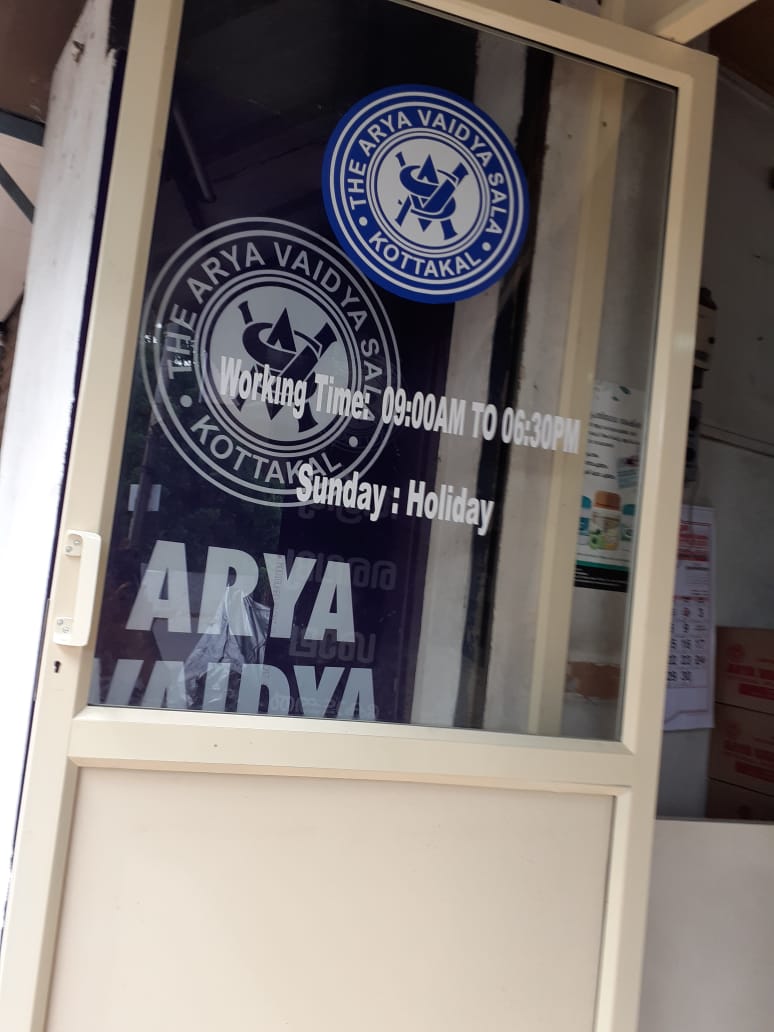 THE ARYA VAIDYA SALA
KOTTAKAL
THE ARYA VAIDYA SALA
KOTTAKAL
Working Time: 09:00AM TO 06:30PM
Sunday : Holiday
ARYA
VAIDYA